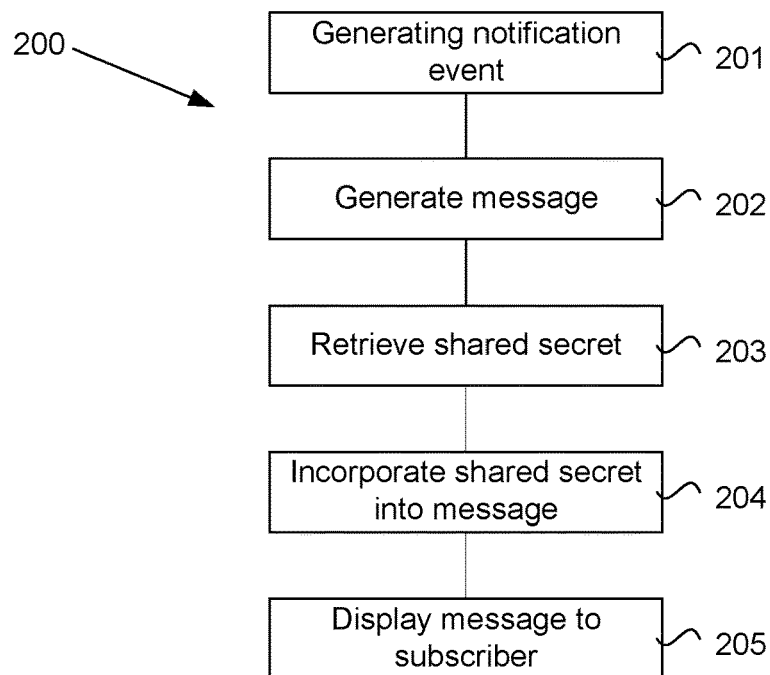 200
Generating notification
event
201
Generate message
202
Retrieve shared secret
203
Incorporate shared secret
into message
204
Display message to
subscriber
205